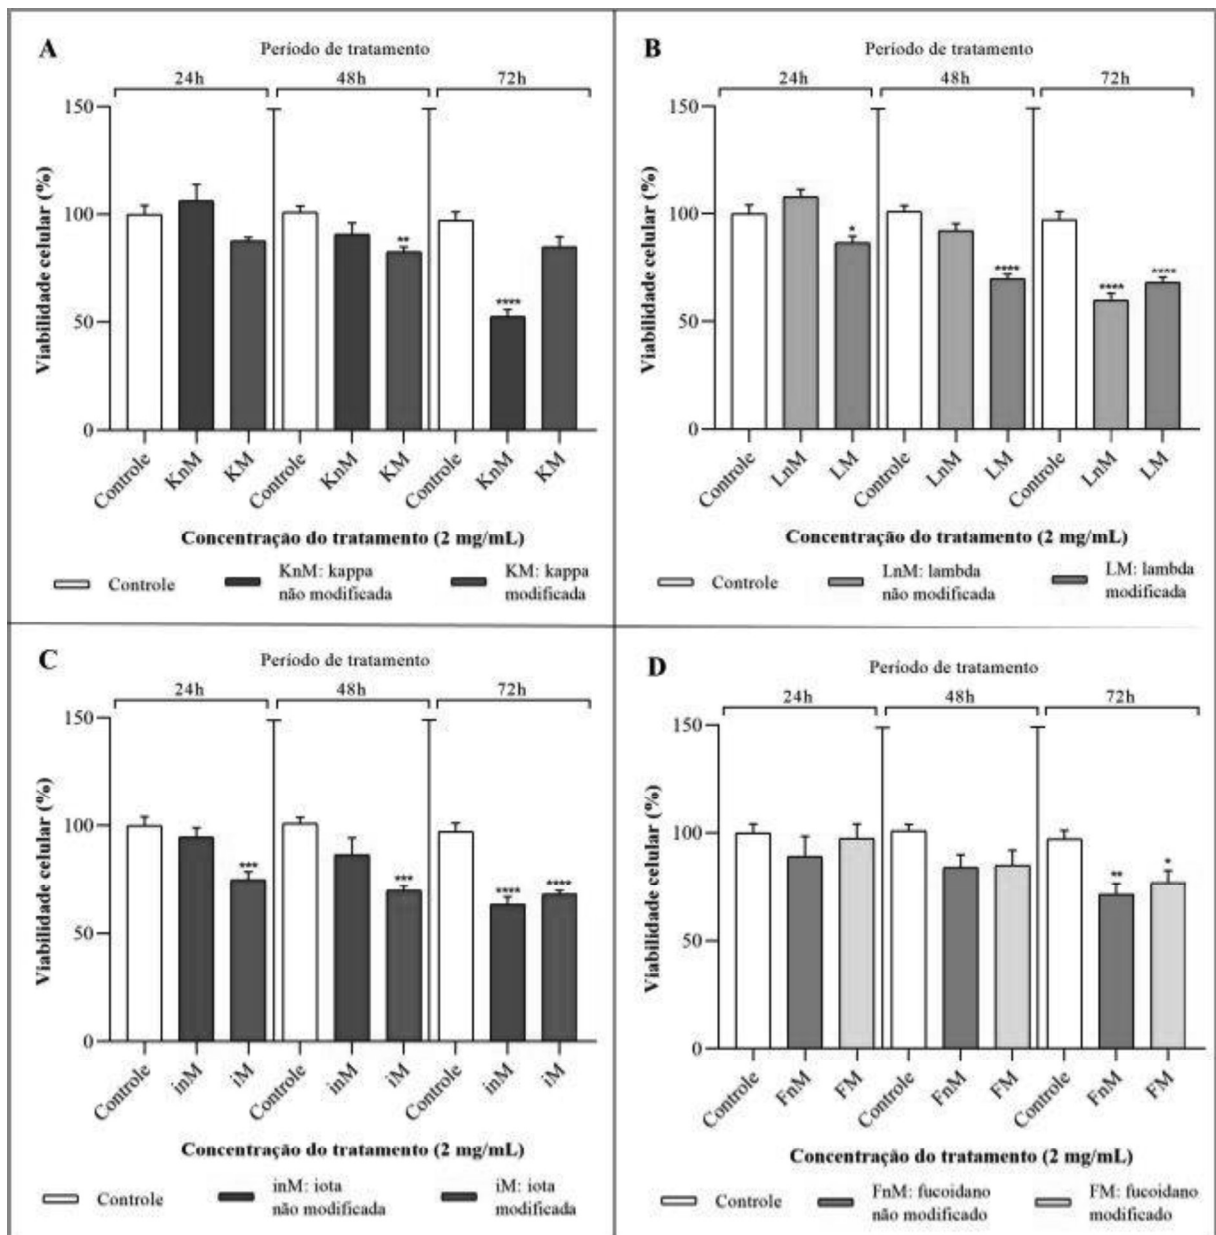 A
Período de tratamento
24h 48h 72h
Viabilidade celular (%)
150
100
50
0
**
****
Controle KnM KM Controle KnM KM Controle KnM KM
Concentração do tratamento (2 mg/mL)
Controle
KnM: kappa
não modificada
KM: kappa
modificada
B
Período de tratamento
24h 48h 72h
Viabilidade celular (%)
150
100
50
0
*
****
****
****
Controle LnM LM Controle LnM LM Controle LnM LM
Concentração do tratamento (2 mg/mL)
Controle
LnM: lambda
não modificada
LM: lambda
modificada
C
Período de tratamento
24h 48h 72h
Viabilidade celular (%)
150
100
50
0
***
***
****
****
Controle inM iM Controle inM iM Controle inM iM
Concentração do tratamento (2 mg/mL)
Controle
inM: iota
não modificada
iM: iota
modificada
D
Período de tratamento
24h 48h 72h
Viabilidade celular (%)
150
100
50
0
**
*
Controle FnM FM Controle FnM FM Controle FnM FM
Concentração do tratamento (2 mg/mL)
Controle
FnM: fucoidano
não modificado
FM: fucoidano
modificado